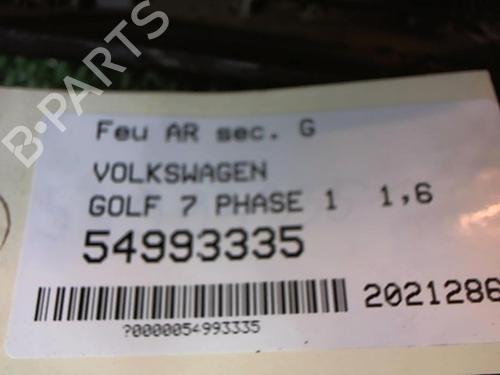 B-PARTS
Feu AR sec. G
VOLKSWAGEN
GOLF 7 PHASE 1 1,6
54993335
2021286
?0000054993335